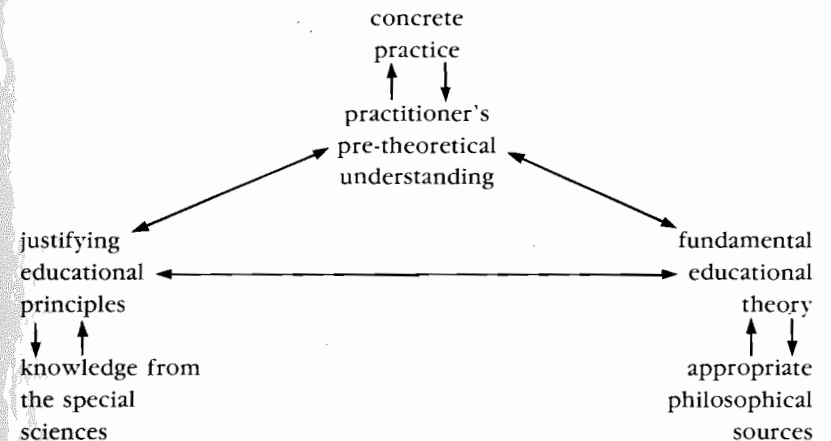 concrete
practice
practitioner's
pre-theoretical
understanding
justifying
educational
principles
knowledge from
the special
sciences
fundamental
educational
theory
appropriate
philosophical
sources